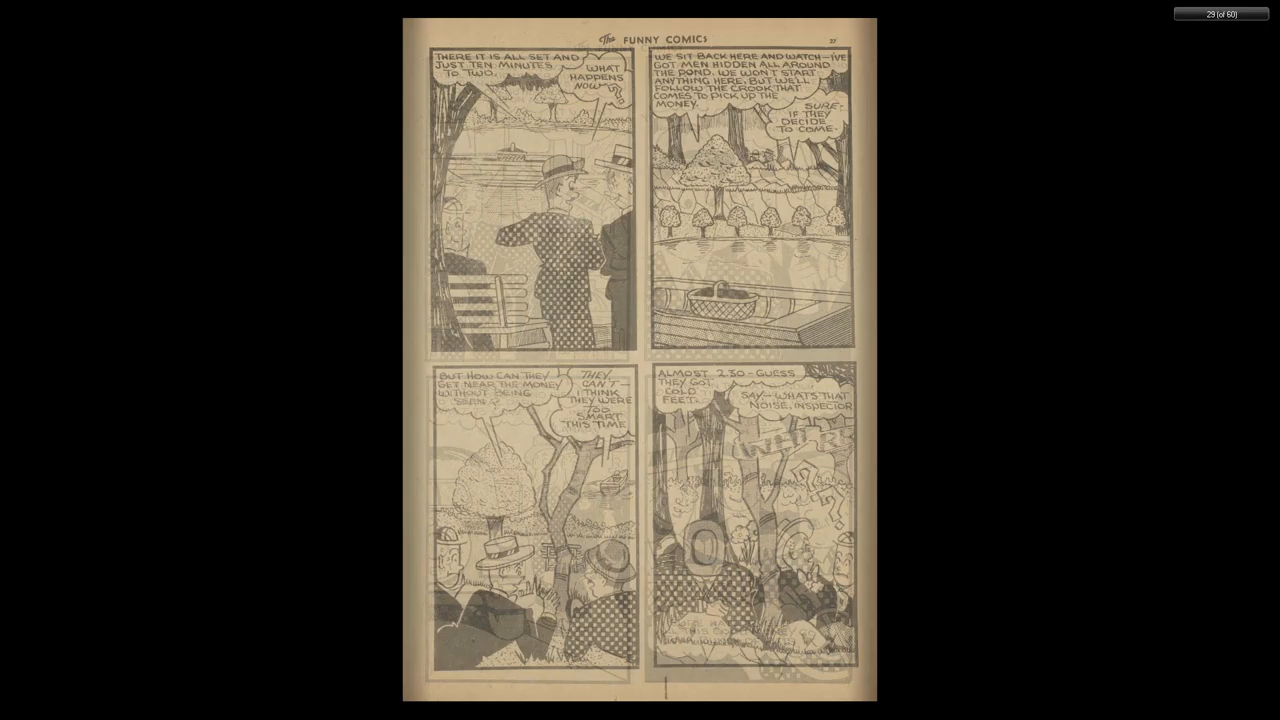 29 (of 60)
The FUNNY COMICS
27
THERE IT IS ALL SET AND
JUST TEN MINUTES
TO TWO.
WHAT
HAPPENS
NOW—?
WE SIT BACK HERE AND WATCH—I'VE
GOT MEN HIDDEN ALL AROUND
THE POND. WE WON'T START
ANYTHING HERE, BUT WE'LL
FOLLOW THE CROOK THAT
COMES TO PICK UP THE
MONEY.
SURE-
IF THEY
DECIDE
TO COME.
BUT HOW CAN THEY
GET NEAR THE MONEY
WITHOUT BEING
SEEN?
THEY
CAN'T—
I THINK
THEY WERE
TOO
SMART
THIS TIME
ALMOST 2:30 - GUESS
THEY GOT
COLD
FEET.
SAY— WHAT'S THAT
NOISE, INSPECTOR